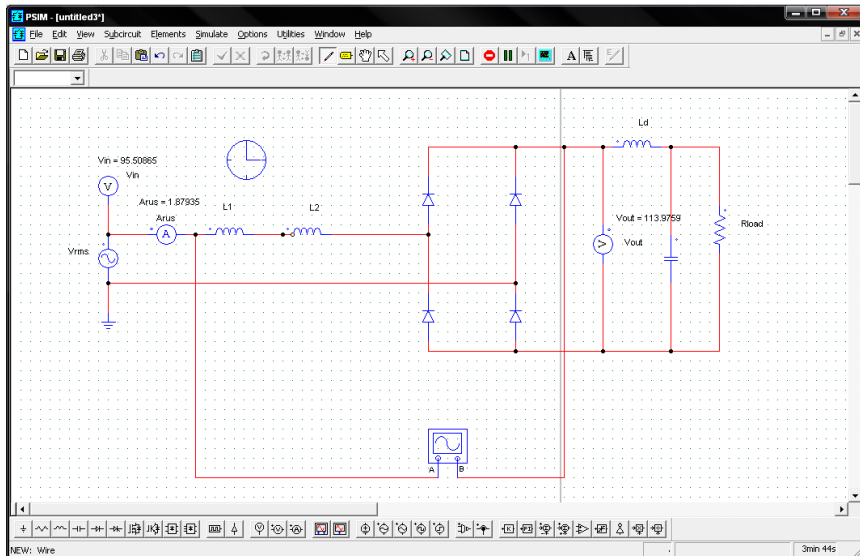 PSIM - [untitled3*]
File Edit View Subcircuit Elements Simulate Options Utilities Window Help
A
Ld
Vin = 95.50865
Vin
V
Arus = 1.87935
Arus
A
L1
L2
Vrms
Vout = 113.9759
V
Vout
Rload
A B
K
NEW: Wire
3min 44s